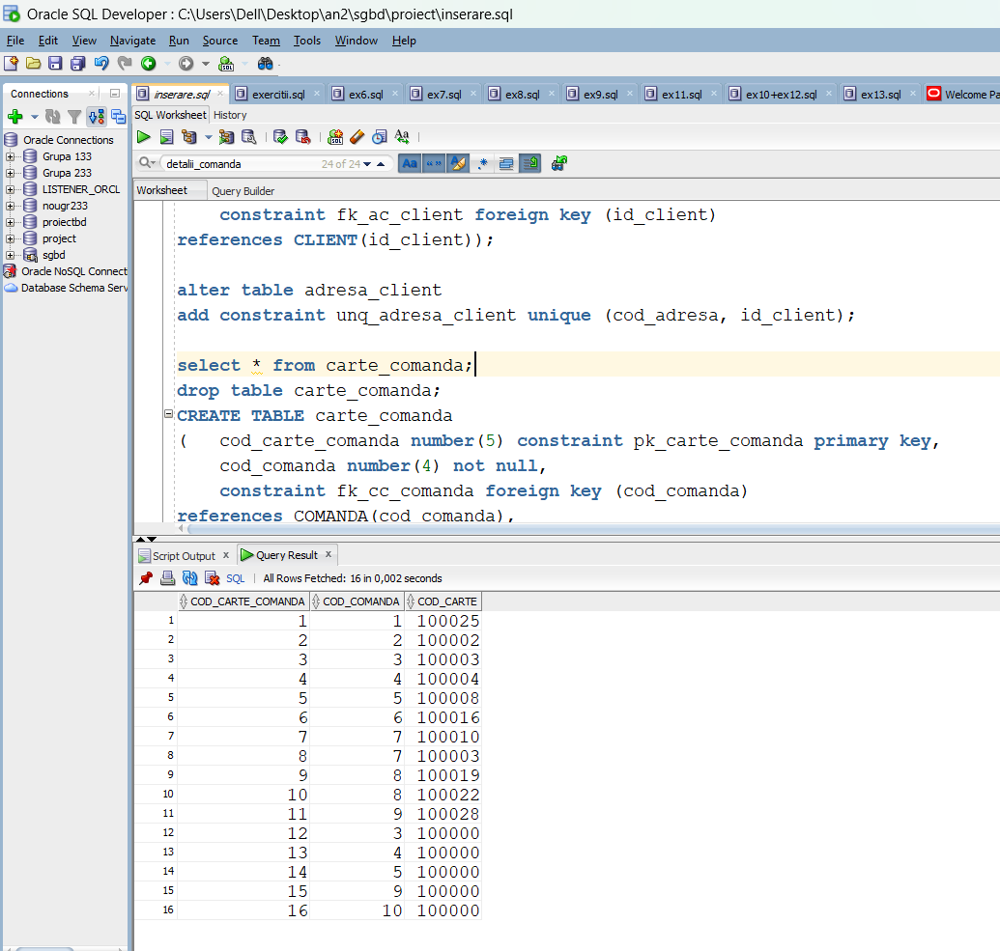 Oracle SQL Developer : C:\Users\Dell\Desktop\an2\sgbd\proiect\inserare.sql
File Edit View Navigate Run Source Team Tools Window Help
Connections
Oracle Connections
Grupa 133
Grupa 233
LISTENER_ORCL
nougr233
proiectbd
project
sgbd
Oracle NoSQL Connect
Database Schema Serv
inserare.sql exercitii.sql ex6.sql ex7.sql ex8.sql ex9.sql ex11.sql ex10+ex12.sql ex13.sql Welcome Pa
SQL Worksheet History
detalii_comanda 24 of 24 Aa
Worksheet Query Builder
constraint fk_ac_client foreign key (id_client)
references CLIENT(id_client));
alter table adresa_client
add constraint unq_adresa_client unique (cod_adresa, id_client);
select * from carte_comanda;
drop table carte_comanda;
CREATE TABLE carte_comanda
( cod_carte_comanda number(5) constraint pk_carte_comanda primary key,
cod_comanda number(4) not null,
constraint fk_cc_comanda foreign key (cod_comanda)
references COMANDA(cod_comanda),
Script Output x Query Result x
SQL | All Rows Fetched: 16 in 0,002 seconds
COD_CARTE_COMANDA COD_COMANDA COD_CARTE
1 1 1 100025
2 2 2 100002
3 3 3 100003
4 4 4 100004
5 5 5 100008
6 6 6 100016
7 7 7 100010
8 8 7 100003
9 9 8 100019
10 10 8 100022
11 11 9 100028
12 12 3 100000
13 13 4 100000
14 14 5 100000
15 15 9 100000
16 16 10 100000